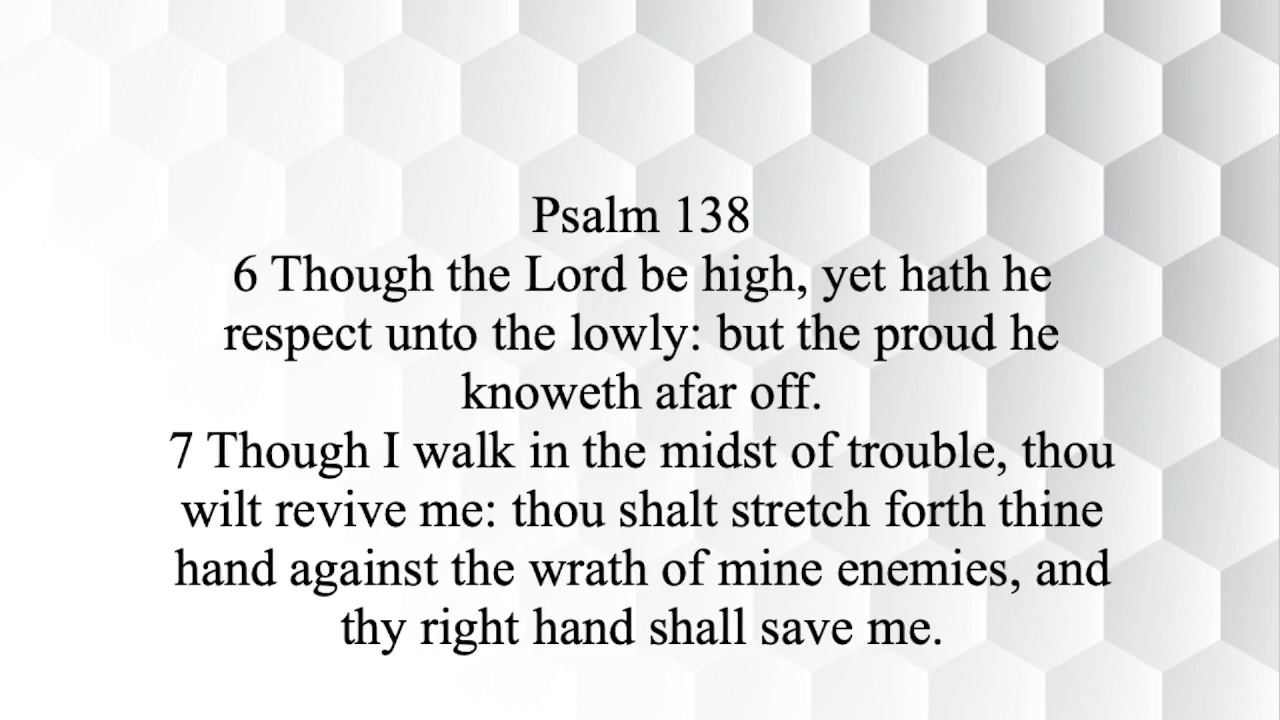 Psalm 138
6 Though the Lord be high, yet hath he
respect unto the lowly: but the proud he
knoweth afar off.
7 Though I walk in the midst of trouble, thou
wilt revive me: thou shalt stretch forth thine
hand against the wrath of mine enemies, and
thy right hand shall save me.